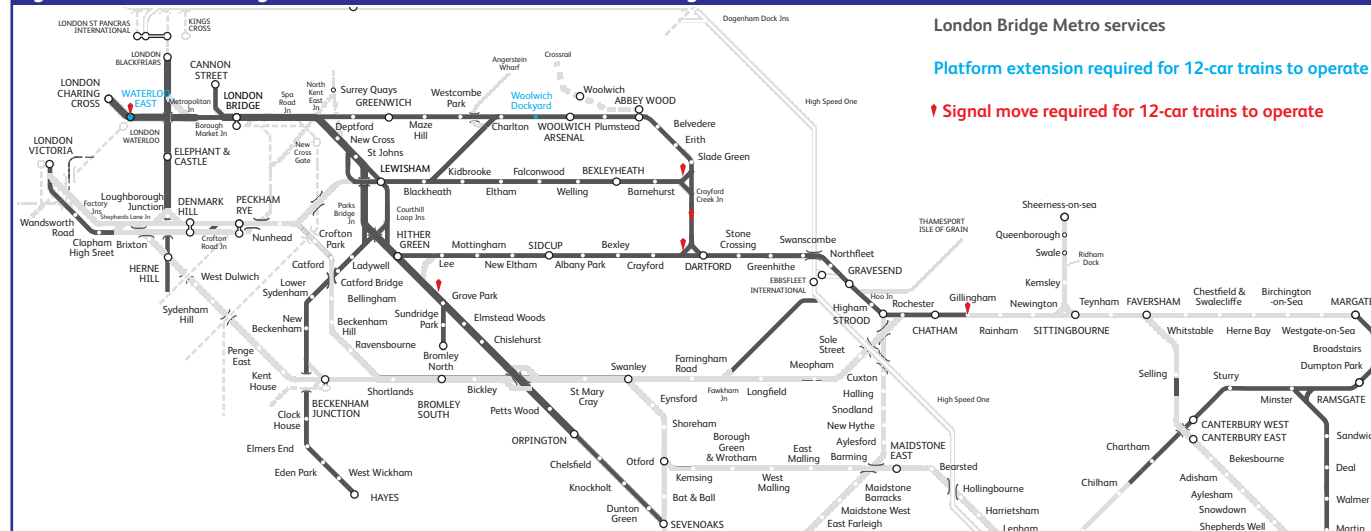 London Bridge Metro services
Platform extension required for 12-car trains to operate
Signal move required for 12-car trains to operate
LONDON ST PANCRAS
INTERNATIONAL
KINGS
CROSS
Dagenham Dock Jns
LONDON
BLACKFRIARS
CANNON
STREET
LONDON
CHARING
CROSS
WATERLOO
EAST
Metropolitan
Jn
LONDON
BRIDGE
Spa
Road
Jn
North
Kent
East
Jn
Surrey Quays
GREENWICH
Westcombe
Park
Angerstein
Wharf
Crossrail
Woolwich
Dockyard
Woolwich
ABBEY WOOD
High Speed One
LONDON
WATERLOO
Borough
Market Jn
Deptford
Maze
Hill
Charlton
WOOLWICH
ARSENAL
Plumstead
Belvedere
Erith
Slade Green
LONDON
VICTORIA
ELEPHANT &
CASTLE
New
Cross
Gate
New Cross
St Johns
LEWISHAM
Blackheath
Kidbrooke
Eltham
Falconwood
Welling
BEXLEYHEATH
Barnehurst
Crayford
Creek Jn
Loughborough
Junction
DENMARK
HILL
PECKHAM
RYE
Factory
Jns
Shepherds Lane Jn
Wandsworth
Road
Clapham
High Sreet
Brixton
Crofton
Road Jn
Nunhead
Parks
Bridge
Jn
Courthill
Loop Jns
Crofton
Park
HITHER
GREEN
Mottingham
SIDCUP
Bexley
Stone
Crossing
Swanscombe
Northfleet
THAMESPORT
ISLE OF GRAIN
Sheerness-on-sea
Queenborough
Swale
Ridham
Dock
Kemsley
HERNE
HILL
West Dulwich
Catford
Ladywell
Catford Bridge
Lee
New Eltham
Albany Park
Crayford
DARTFORD
Greenhithe
EBBSFLEET
INTERNATIONAL
GRAVESEND
Hoo Jn
Higham
STROOD
Rochester
CHATHAM
Gillingham
Rainham
Newington
SITTINGBOURNE
Teynham
FAVERSHAM
Chestfield &
Swalecliffe
Birchington
-on-Sea
MARGATE
Whitstable
Herne Bay
Westgate-on-Sea
Sydenham
Hill
Lower
Sydenham
Bellingham
Grove Park
Sundridge
Park
Elmstead Woods
Chislehurst
New
Beckenham
Beckenham
Hill
Ravensbourne
Bromley
North
Penge
East
Kent
House
BECKENHAM
JUNCTION
Shortlands
BROMLEY
SOUTH
Bickley
Petts Wood
St Mary
Cray
Swanley
Farningham
Road
Fawkham
Jn
Longfield
Meopham
Sole
Street
Cuxton
Halling
Snodland
New Hythe
Aylesford
Barming
High Speed One
Broadstairs
Dumpton Park
RAMSGATE
Selling
Sturry
Minster
Clock
House
Elmers End
Eden Park
West Wickham
HAYES
ORPINGTON
Chelsfield
Knockholt
Dunton
Green
SEVENOAKS
Eynsford
Shoreham
Otford
Bat & Ball
Kemsing
Borough
Green
& Wrotham
West
Malling
East
Malling
MAIDSTONE
EAST
Maidstone
Barracks
Maidstone West
East Farleigh
Bearsted
Hollingbourne
Harrietsham
Lenham
Chartham
Chilham
CANTERBURY WEST
CANTERBURY EAST
Bekesbourne
Adisham
Aylesham
Snowdown
Shepherds Well
Sandwich
Deal
Walmer
Martin